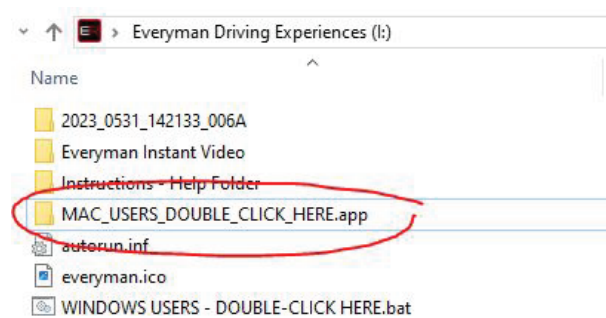 Everyman Driving Experiences (I:)
Name
2023_0531_142133_006A
Everyman Instant Video
Instructions - Help Folder
MAC_USERS_DOUBLE_CLICK_HERE.app
autorun.inf
everyman.ico
WINDOWS USERS - DOUBLE-CLICK HERE.bat